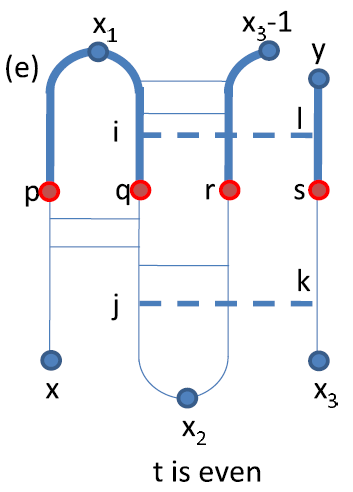 x₁ x₃-1 y
(e)
i l
p q r s
k
j
x x₃
x₂
t is even